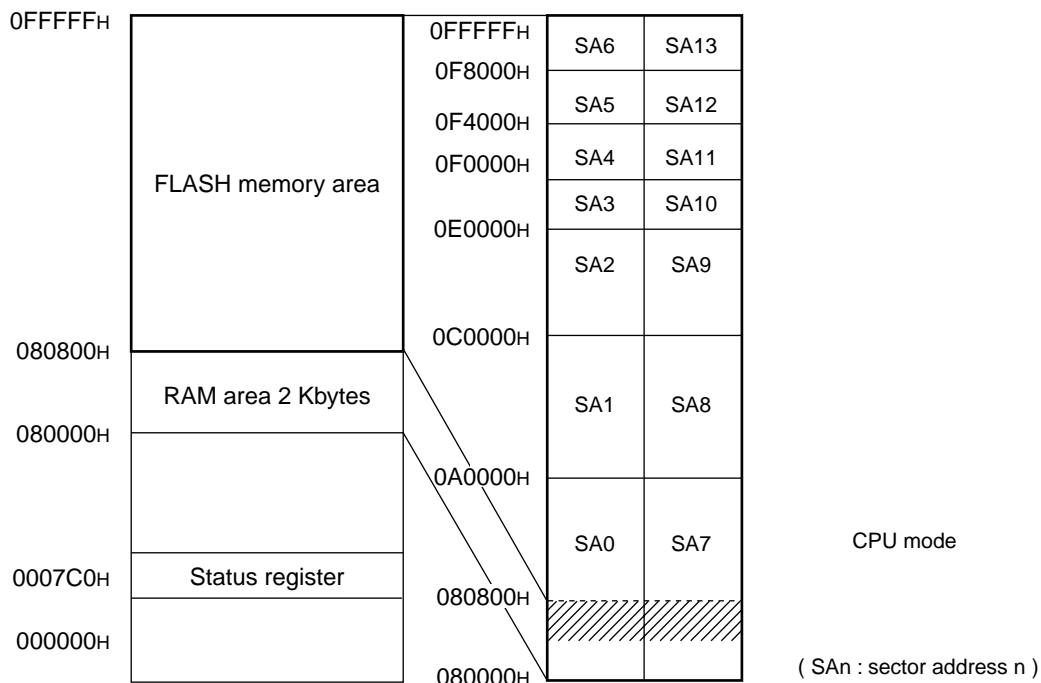 0FFFFFH
FLASH memory area
080800H
RAM area 2 Kbytes
080000H
0007C0H
Status register
000000H
0FFFFFH
SA6 SA13
0F8000H
SA5 SA12
0F4000H
0F0000H
SA4 SA11
SA3 SA10
0E0000H
SA2 SA9
0C0000H
SA1 SA8
0A0000H
SA0 SA7
080800H
080000H
CPU mode
( SAn : sector address n )